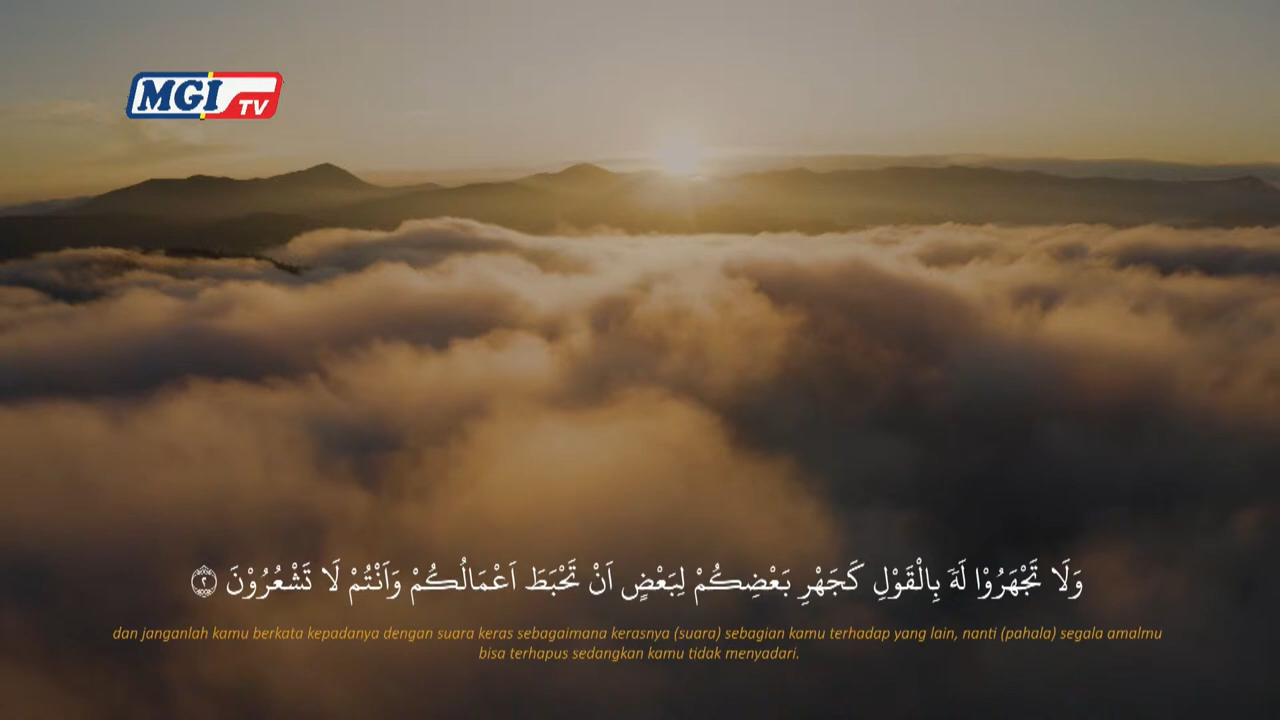 MGI TV
وَلَا تَجْهَرُوْا لَهٗ بِالْقَوْلِ كَجَهْرِ بَعْضِكُمْ لِبَعْضٍ اَنْ تَحْبَطَ اَعْمَالُكُمْ وَاَنْتُمْ لَا تَشْعُرُوْنَ ۝٢
dan janganlah kamu berkata kepadanya dengan suara keras sebagaimana kerasnya (suara) sebagian kamu terhadap yang lain, nanti (pahala) segala amalmu
bisa terhapus sedangkan kamu tidak menyadari.